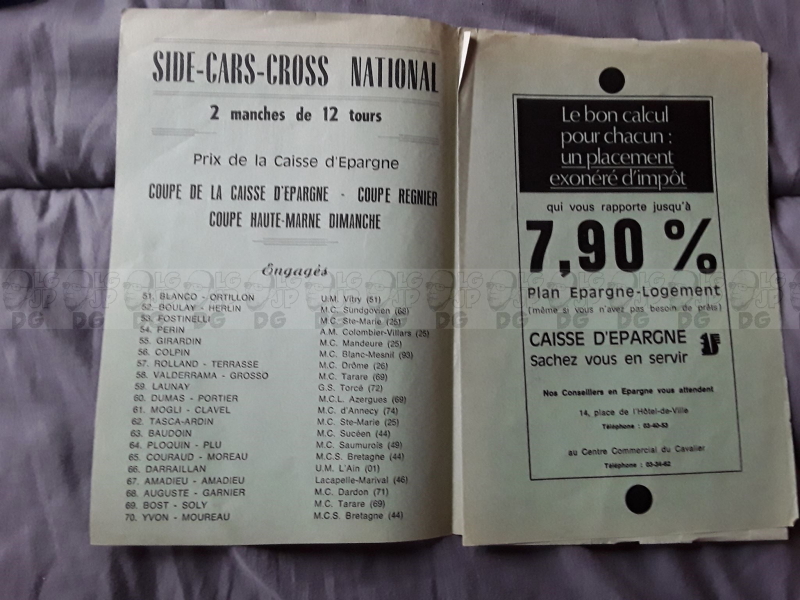 SIDE-CARS-CROSS NATIONAL
2 manches de 12 tours
Prix de la Caisse d'Epargne
COUPE DE LA CAISSE D'EPARGNE - COUPE REGNIER
COUPE HAUTE-MARNE DIMANCHE
Engagés
51. BLANCO - ORTILLON U.M. Vitry (51)
52. BOULAY - HERLIN M.C. Sundgovien (68)
53. FOSTINELLI M.C. Ste-Marie (25)
54. PERIN A.M. Colombier-Villars (25)
55. GIRARDIN M.C. Mandeure (25)
56. COLPIN M.C. Blanc-Mesnil (93)
57. ROLLAND - TERRASSE M.C. Drôme (26)
58. VALDERRAMA - GROSSO M.C. Tarare (69)
59. LAUNAY G.S. Torcé (72)
60. DUMAS - PORTIER M.C.L. Azergues (69)
61. MOGLI - CLAVEL M.C. d'Annecy (74)
62. TASCA-ARDIN M.C. Ste-Marie (25)
63. BAUDOIN M.C. Sucéen (44)
64. PLOQUIN - PLU M.C. Saumurois (49)
65. COURAUD - MOREAU M.C.S. Bretagne (44)
66. DARRAILLAN U.M. L'Ain (01)
67. AMADIEU - AMADIEU Lacapelle-Marival (46)
68. AUGUSTE - GARNIER M.C. Dardon (71)
69. BOST - SOLY M.C. Tarare (69)
70. YVON - MOUREAU M.C.S. Bretagne (44)
Le bon calcul
pour chacun :
un placement
exonéré d'impôt
qui vous rapporte jusqu'à
7,90 %
Plan Epargne-Logement
(même si vous n'avez pas besoin de prêts)
CAISSE D'EPARGNE
Sachez vous en servir
Nos Conseillers en Epargne vous attendent
14, place de l'Hôtel-de-Ville
Téléphone : 03-40-53
au Centre Commercial du Cavalier
Téléphone : 03-34-62